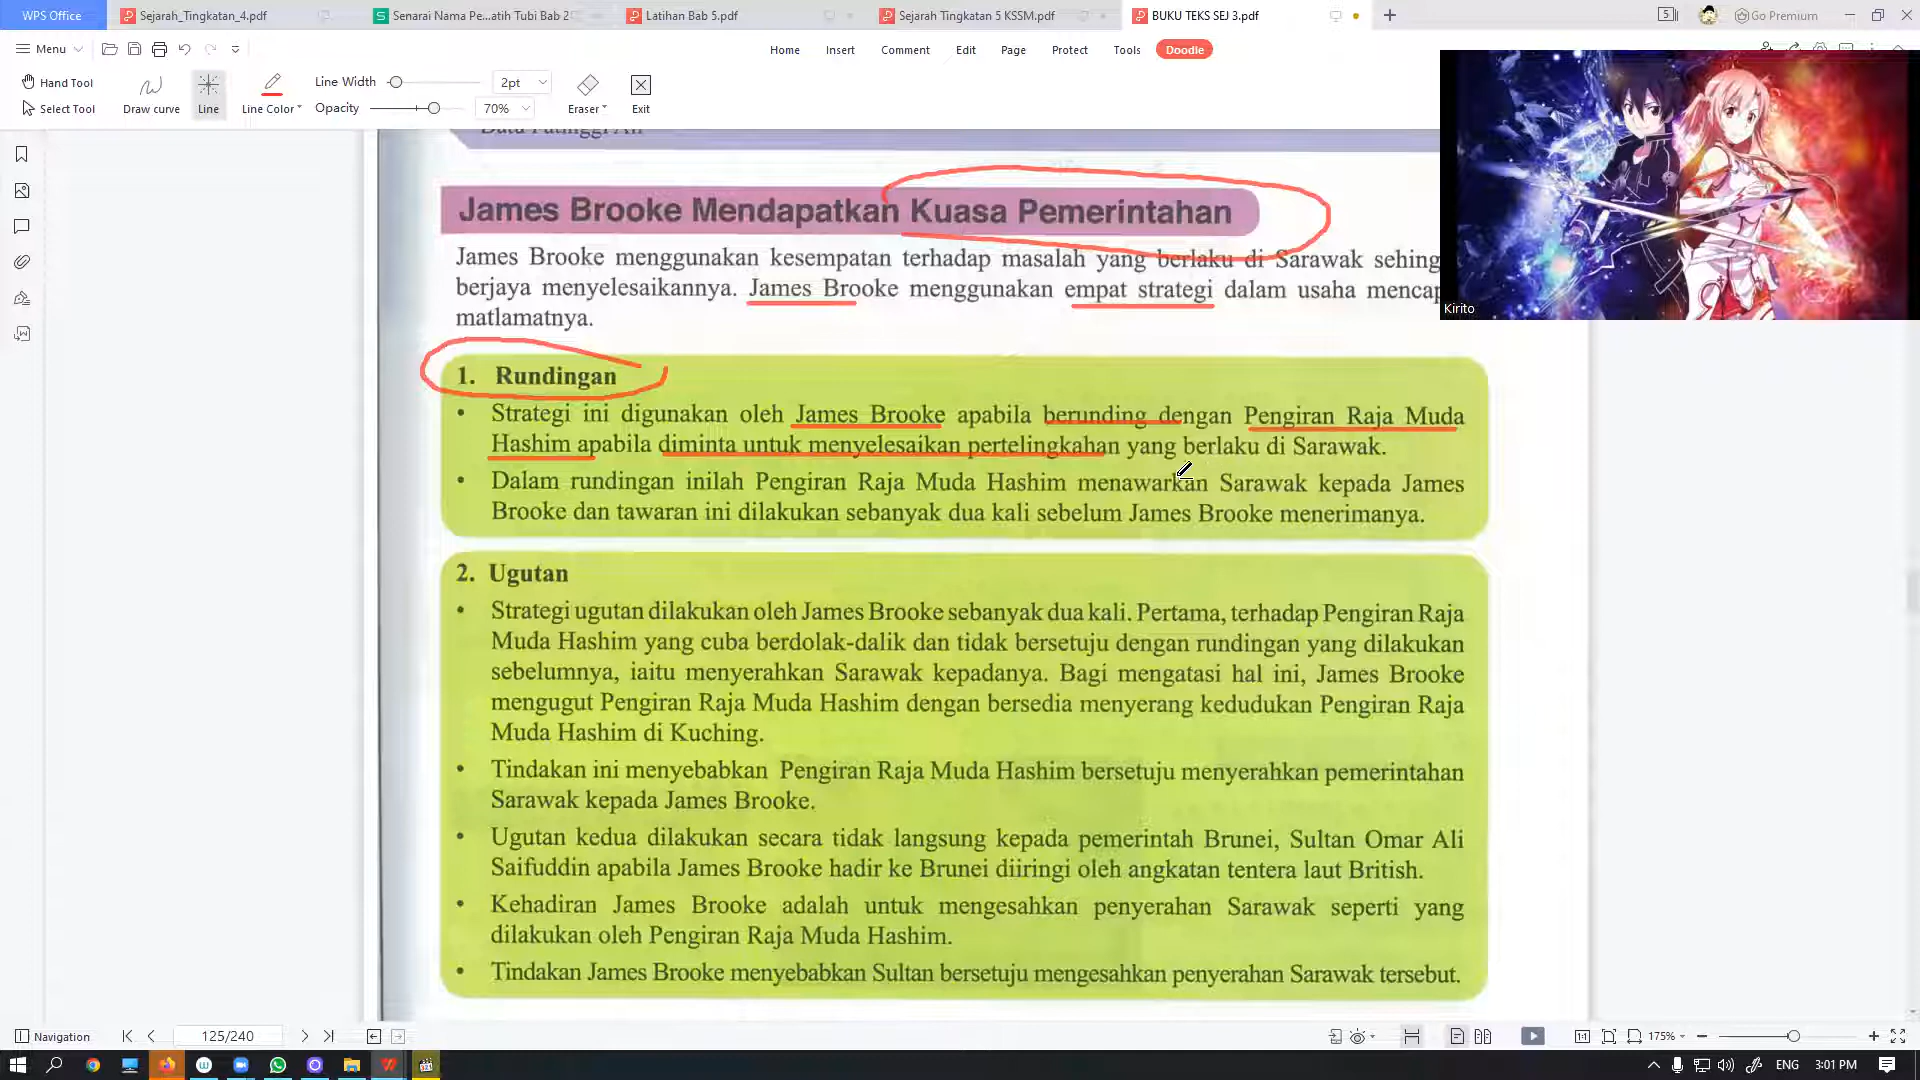 WPS Office
Sejarah_Tingkatan_4.pdf
Senarai Nama Pe...atih Tubi Bab 2
Latihan Bab 5.pdf
Sejarah Tingkatan 5 KSSM.pdf
BUKU TEKS SEJ 3.pdf
5
Go Premium
Menu
Home
Insert
Comment
Edit
Page
Protect
Tools
Doodle
Hand Tool
Select Tool
Draw curve
Line
Line Color
Line Width
2pt
Opacity
70%
Eraser
Exit
James Brooke Mendapatkan Kuasa Pemerintahan
James Brooke menggunakan kesempatan terhadap masalah yang berlaku di Sarawak sehing
berjaya menyelesaikannya. James Brooke menggunakan empat strategi dalam usaha mencap
matlamatnya.
Kirito
1. Rundingan
• Strategi ini digunakan oleh James Brooke apabila berunding dengan Pengiran Raja Muda
Hashim apabila diminta untuk menyelesaikan pertelingkahan yang berlaku di Sarawak.
• Dalam rundingan inilah Pengiran Raja Muda Hashim menawarkan Sarawak kepada James
Brooke dan tawaran ini dilakukan sebanyak dua kali sebelum James Brooke menerimanya.
2. Ugutan
• Strategi ugutan dilakukan oleh James Brooke sebanyak dua kali. Pertama, terhadap Pengiran Raja
Muda Hashim yang cuba berdolak-dalik dan tidak bersetuju dengan rundingan yang dilakukan
sebelumnya, iaitu menyerahkan Sarawak kepadanya. Bagi mengatasi hal ini, James Brooke
mengugut Pengiran Raja Muda Hashim dengan bersedia menyerang kedudukan Pengiran Raja
Muda Hashim di Kuching.
• Tindakan ini menyebabkan Pengiran Raja Muda Hashim bersetuju menyerahkan pemerintahan
Sarawak kepada James Brooke.
• Ugutan kedua dilakukan secara tidak langsung kepada pemerintah Brunei, Sultan Omar Ali
Saifuddin apabila James Brooke hadir ke Brunei diiringi oleh angkatan tentera laut British.
• Kehadiran James Brooke adalah untuk mengesahkan penyerahan Sarawak seperti yang
dilakukan oleh Pengiran Raja Muda Hashim.
• Tindakan James Brooke menyebabkan Sultan bersetuju mengesahkan penyerahan Sarawak tersebut.
Navigation
125/240
175%
ENG
3:01 PM